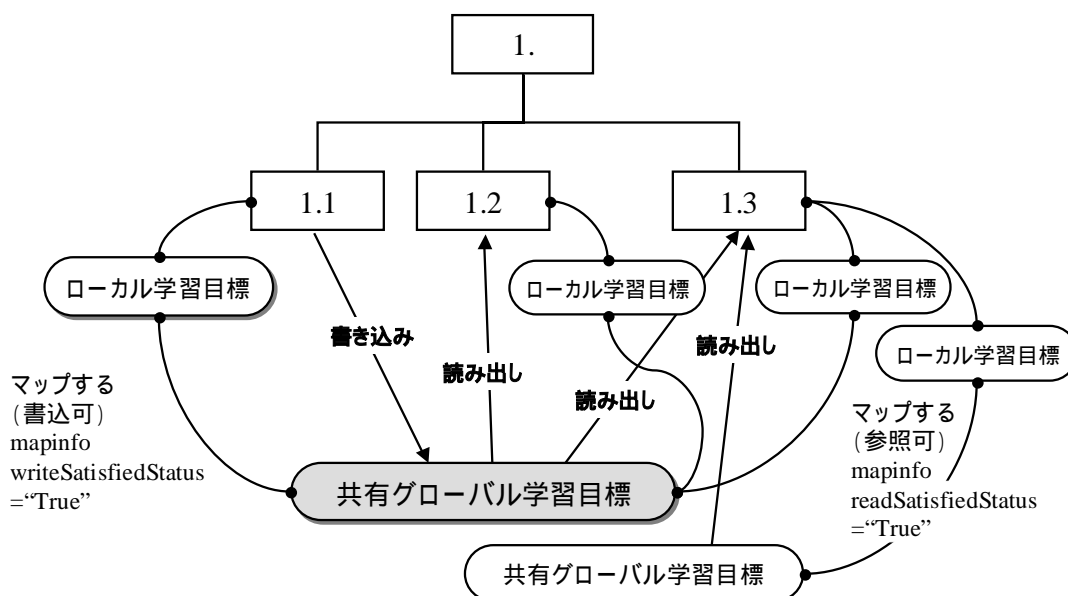 1.
1.1
1.2
1.3
ローカル学習目標
ローカル学習目標
ローカル学習目標
ローカル学習目標
書き込み
読み出し
読み出し
読み出し
マップする
(書込可)
mapinfo
writeSatisfiedStatus
=“True”
マップする
(参照可)
mapinfo
readSatisfiedStatus
=“True”
共有グローバル学習目標
共有グローバル学習目標